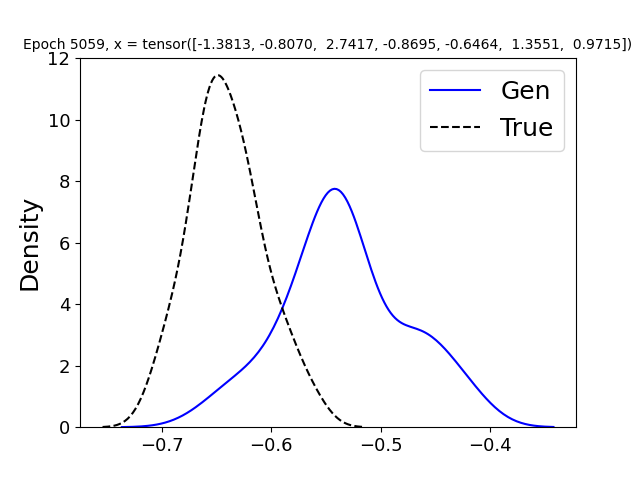 Epoch 5059, x = tensor([-1.3813, -0.8070,  2.7417, -0.8695, -0.6464,  1.3551,  0.9715])
12
10
8
6
4
2
0
Density
Gen
True
−0.7
−0.6
−0.5
−0.4